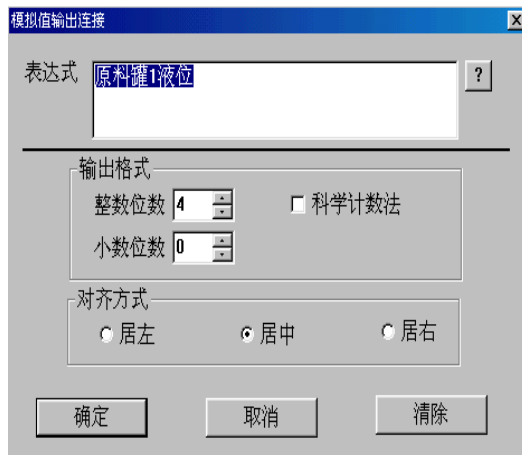 模拟值输出连接
表达式 原料罐1液位 ?
输出格式
整数位数 4 科学计数法
小数位数 0
对齐方式
居左 居中 居右
确定 取消 清除